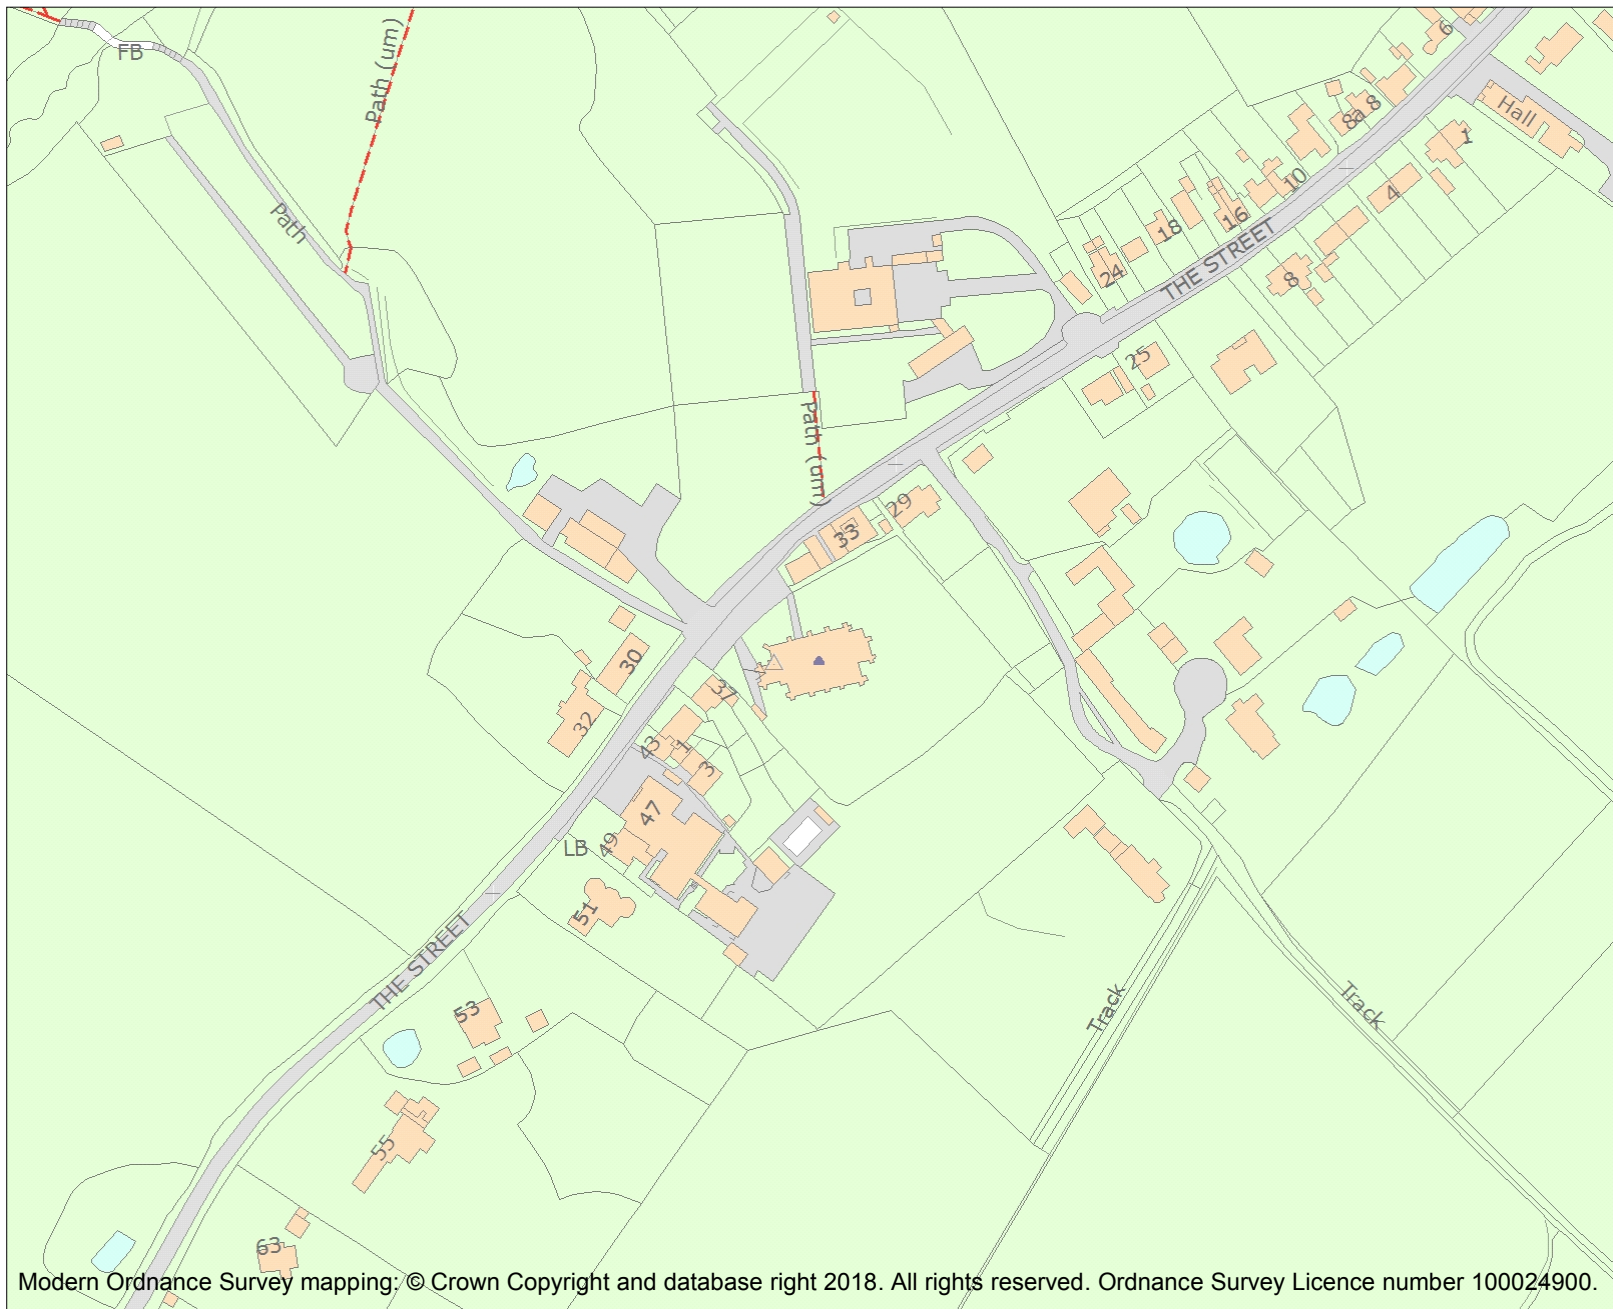 FB
Path (um)
6
8a 8
Hall
1
10
4
Path
16
18
THE STREET
24
8
25
Path (um)
29
33
30
37
32
43
1
3
47
49
LB
51
THE STREET
53
Track
Track
55
63
Modern Ordnance Survey mapping: © Crown Copyright and database right 2018. All rights reserved. Ordnance Survey Licence number 100024900.